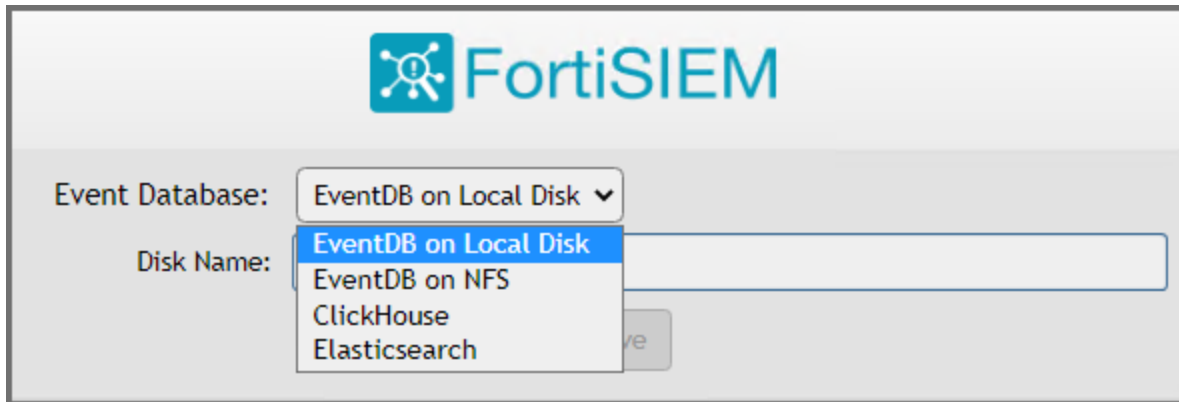 FortiSIEM
Event Database:
EventDB on Local Disk
Disk Name:
EventDB on Local Disk
EventDB on NFS
ClickHouse
Elasticsearch